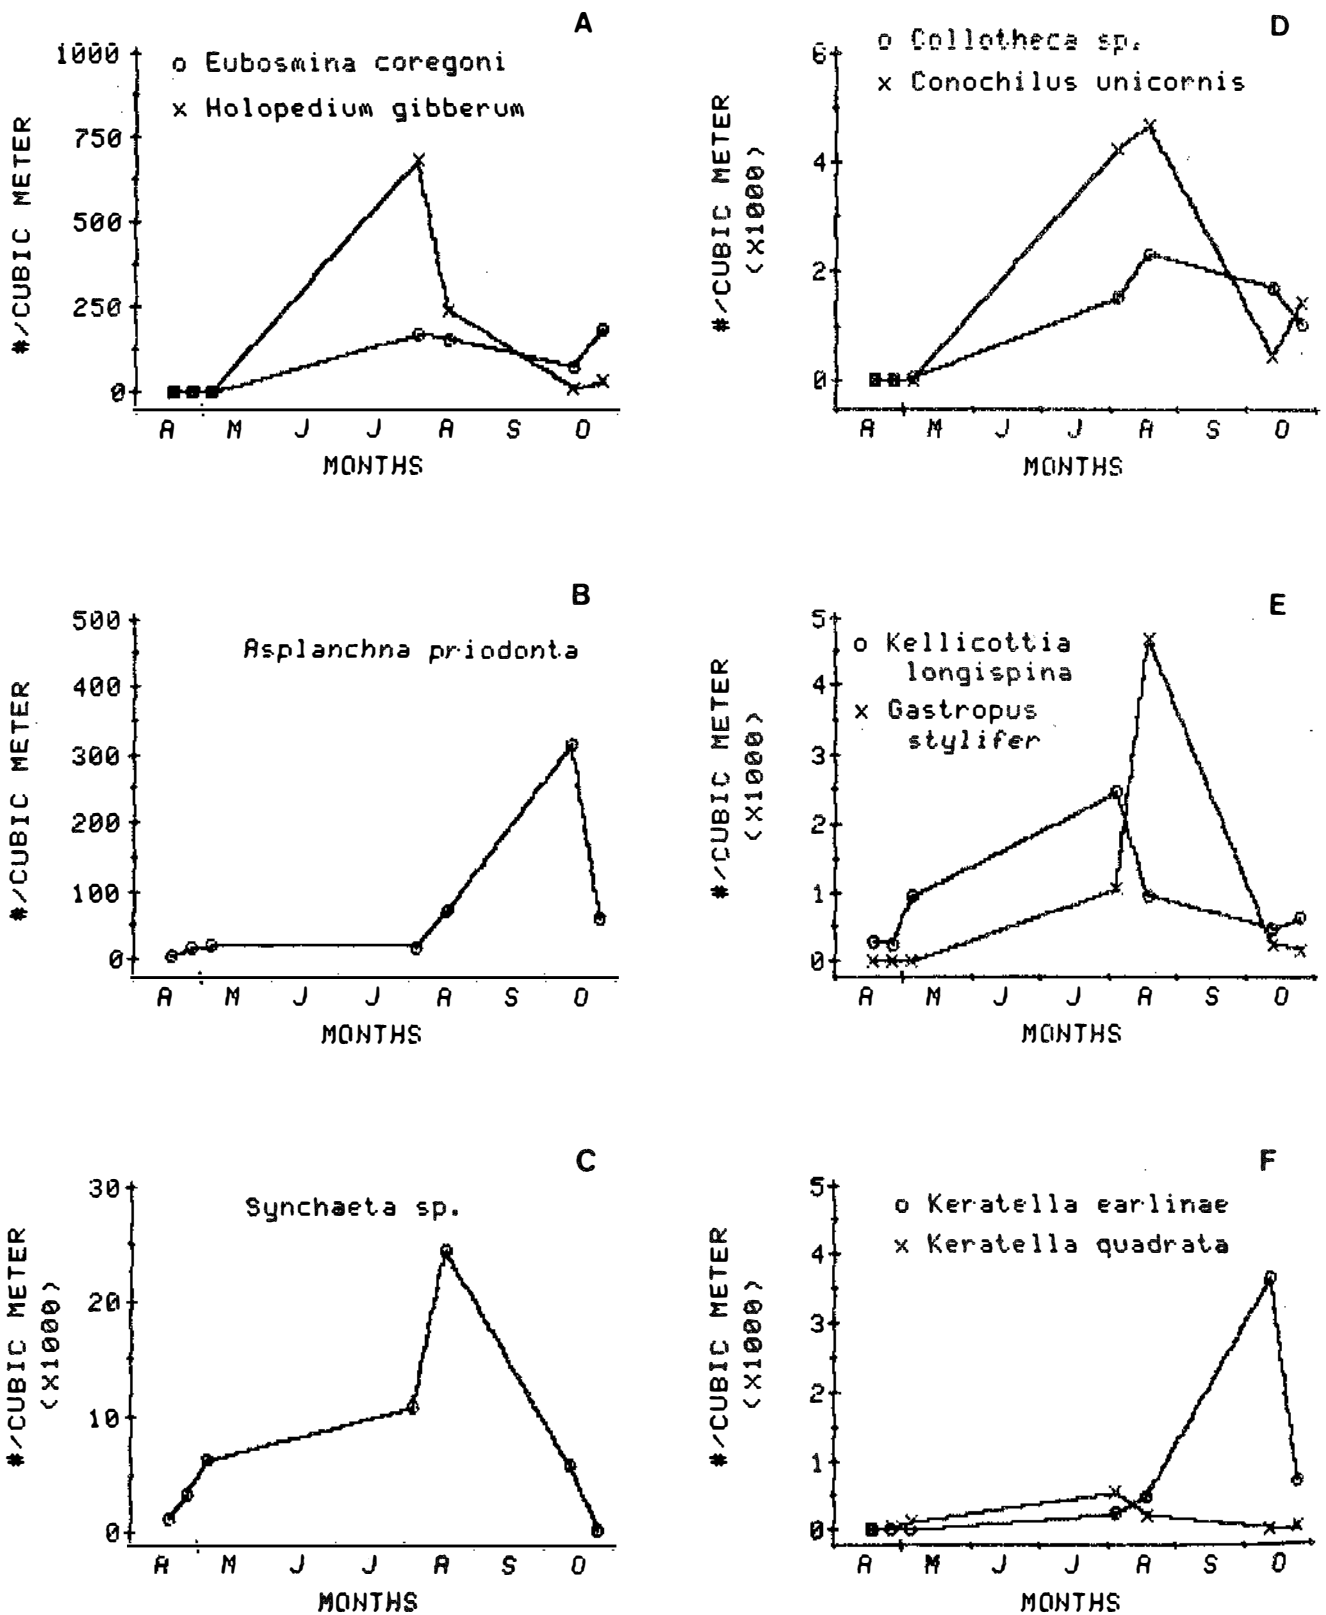 A
1000
o Eubosmina coregoni
x Holopedium gibberum
750
500
250
0
#/CUBIC METER
A M J J A S O
MONTHS
D
6
o Collotheca sp.
x Conochilus unicornis
4
2
0
#/CUBIC METER
(X1000)
A M J J A S O
MONTHS
B
500
Asplanchna priodonta
400
300
200
100
0
#/CUBIC METER
A M J J A S O
MONTHS
E
5
o Kellicottia
longispina
x Gastropus
stylifer
4
3
2
1
0
#/CUBIC METER
(X1000)
A M J J A S O
MONTHS
C
30
Synchaeta sp.
20
10
0
#/CUBIC METER
(X1000)
A M J J A S O
MONTHS
F
5
o Keratella earlinae
x Keratella quadrata
4
3
2
1
0
#/CUBIC METER
(X1000)
A M J J A S O
MONTHS